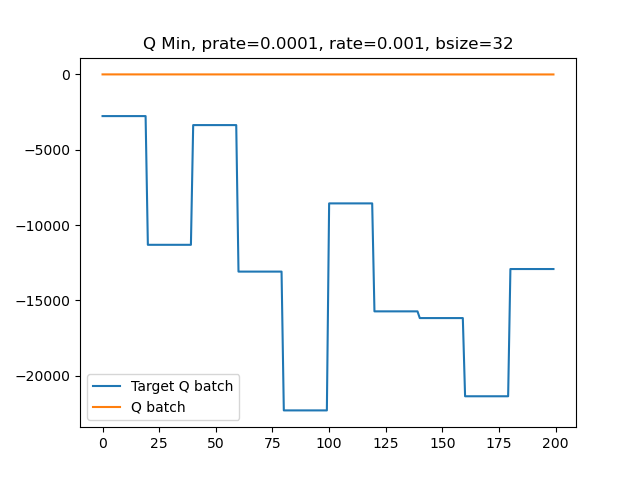 Q Min, prate=0.0001, rate=0.001, bsize=32
0
−5000
−10000
−15000
−20000
Target Q batch
Q batch
0 25 50 75 100 125 150 175 200